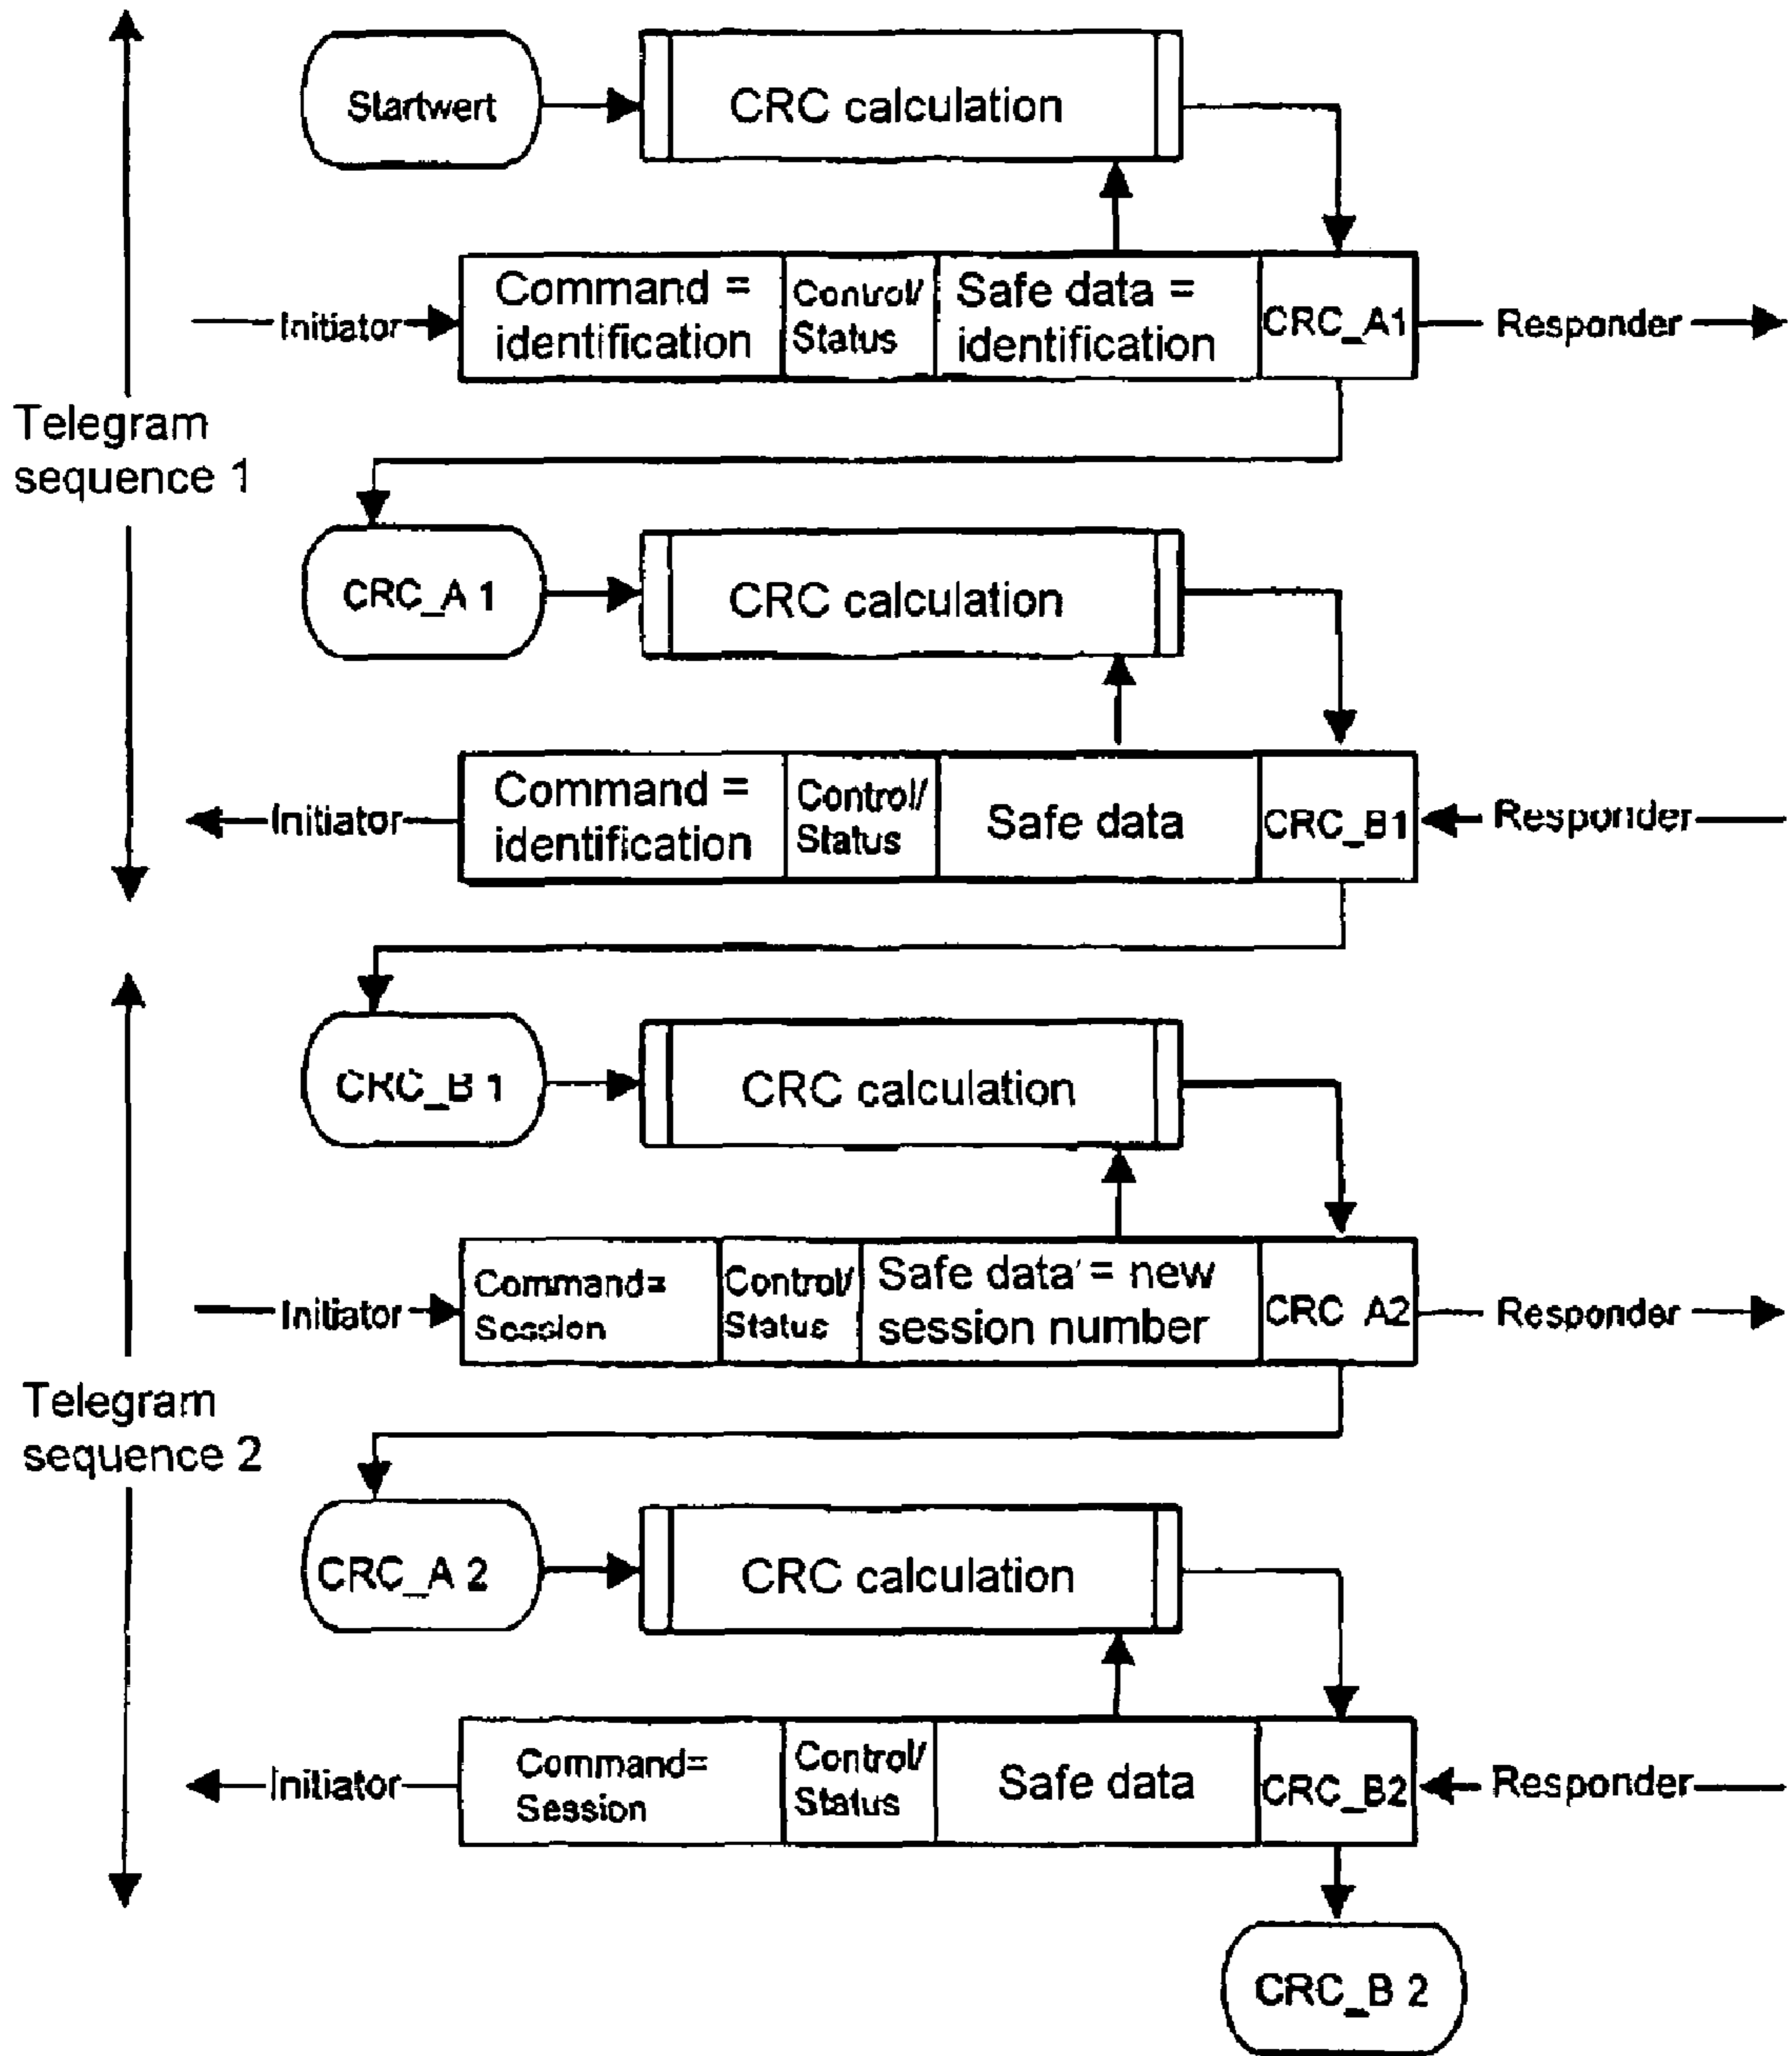 Startwert
CRC calculation
Initiator
Command =
identification
Control/
Status
Safe data =
identification
CRC_A1
Responder
Telegram
sequence 1
CRC_A 1
CRC calculation
Initiator
Command =
identification
Control/
Status
Safe data
CRC_B1
Responder
CRC_B 1
CRC calculation
Initiator
Command=
Session
Control/
Status
Safe data = new
session number
CRC A2
Responder
Telegram
sequence 2
CRC_A 2
CRC calculation
Initiator
Command=
Session
Control/
Status
Safe data
CRC_B2
Responder
CRC_B 2